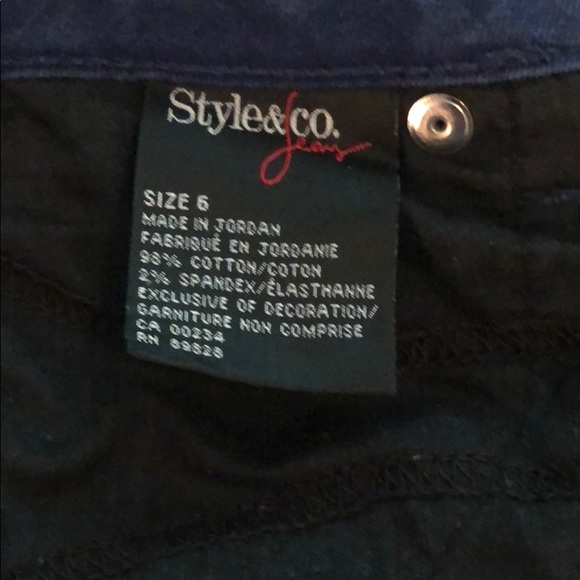 Style&co.
Jeans
SIZE 6
MADE IN JORDAN
FABRIQUÉ EN JORDANIE
98% COTTON/COTON
2% SPANDEX/ÉLASTHANNE
EXCLUSIVE OF DECORATION/
GARNITURE NON COMPRISE
CA 00234
RN 89828